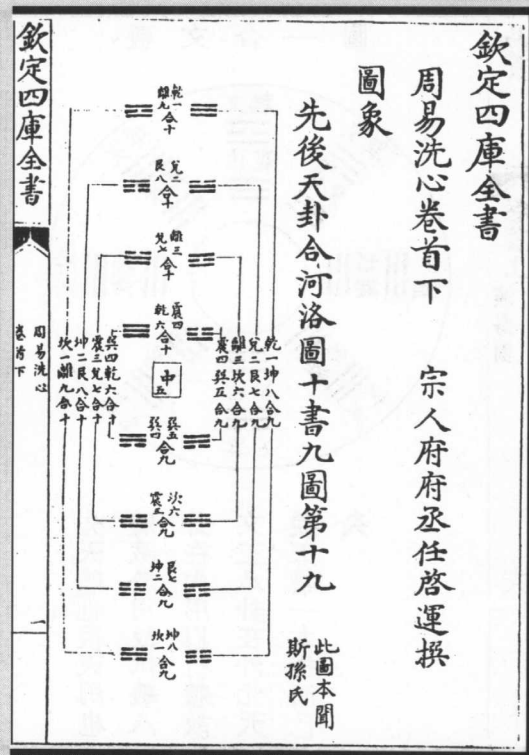 欽定四庫全書
周易洗心卷首下　宗人府府丞任啓運撰
圖象
先後天卦合河洛圖十書九圖第十九
此圖本聞
斯孫氏
乾一坤八合九
兌二艮七合九
離三坎六合九
震四巽五合九
乾一
離九合十
兌二
艮八合十
離三
兌七合十
震四
乾六合十
中五
巽五
巽四合九
坎六
震三合九
艮七
坤二合九
坤八
坎一合九
巽四乾六合十
震三兌七合十
坤二艮八合十
坎一離九合十
欽定四庫全書
周易洗心
卷首下
一